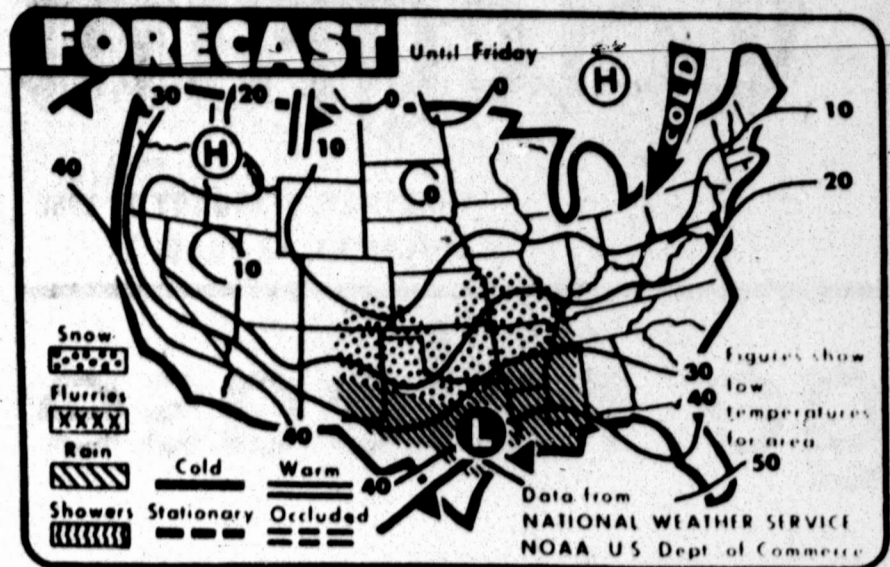 FORECAST Until Friday
H
COLD
30 20 0 0
10
10
H
40
20
0
10
Snow
Figures show
30
low
Flurries
40
temperatures
40
L
for area
Rain
50
Cold Warm
40
Data from
Showers Stationary Occluded
NATIONAL WEATHER SERVICE
NOAA U S Dept of Commerce